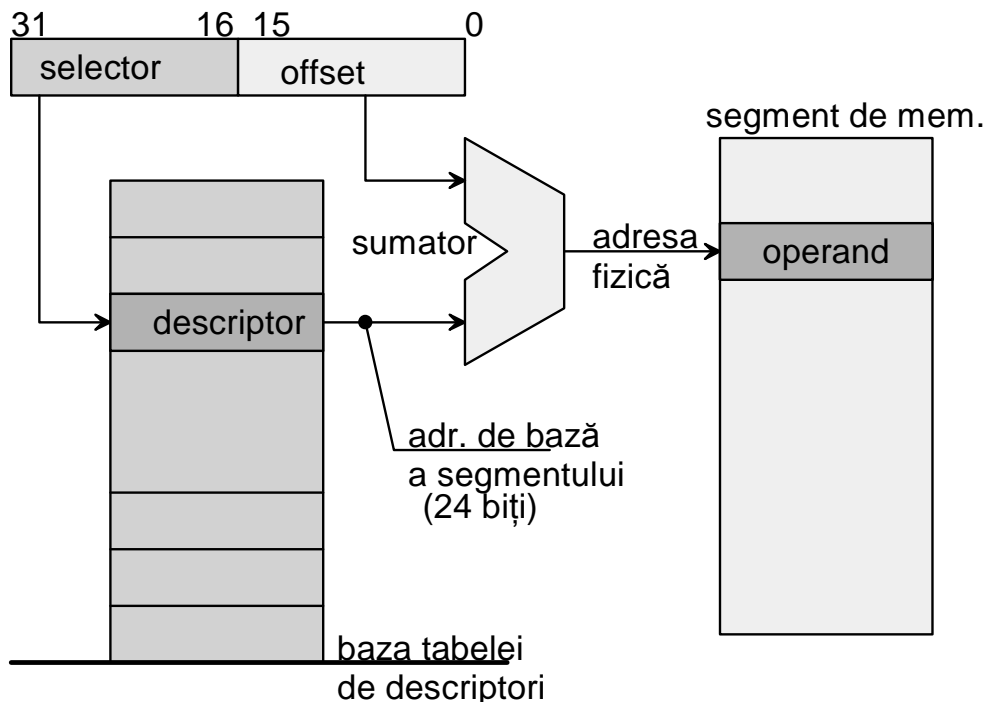 31 16 15 0
selector offset
segment de mem.
sumator
adresa
fizică
operand
descriptor
adr. de bază
a segmentului
(24 biți)
baza tabelei
de descriptori